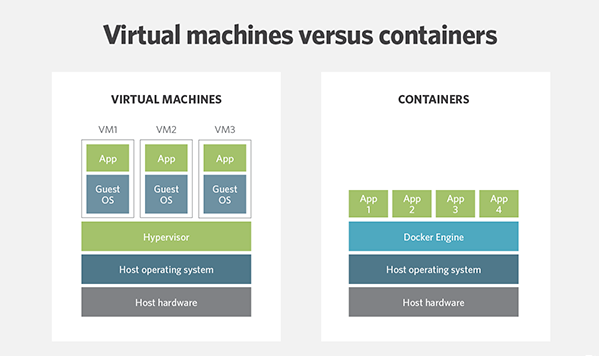 Virtual machines versus containers
VIRTUAL MACHINES
VM1 VM2 VM3
App App App
Guest Guest Guest
OS OS OS
Hypervisor
Host operating system
Host hardware
CONTAINERS
App App App App
1 2 3 4
Docker Engine
Host operating system
Host hardware